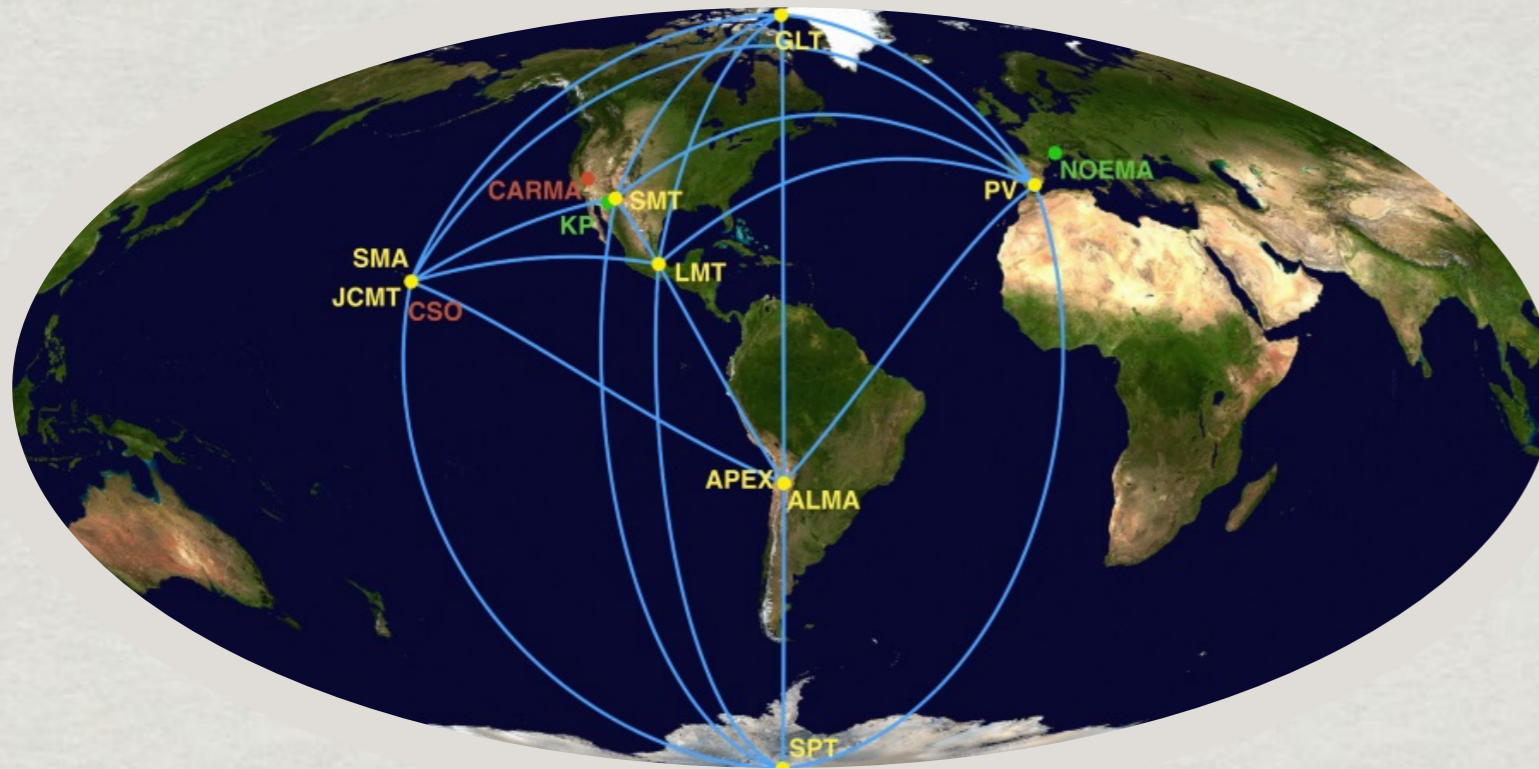 GLT
NOEMA
CARMA
PV
SMT
KP
SMA
LMT
JCMT
CSO
APEX
ALMA
SPT